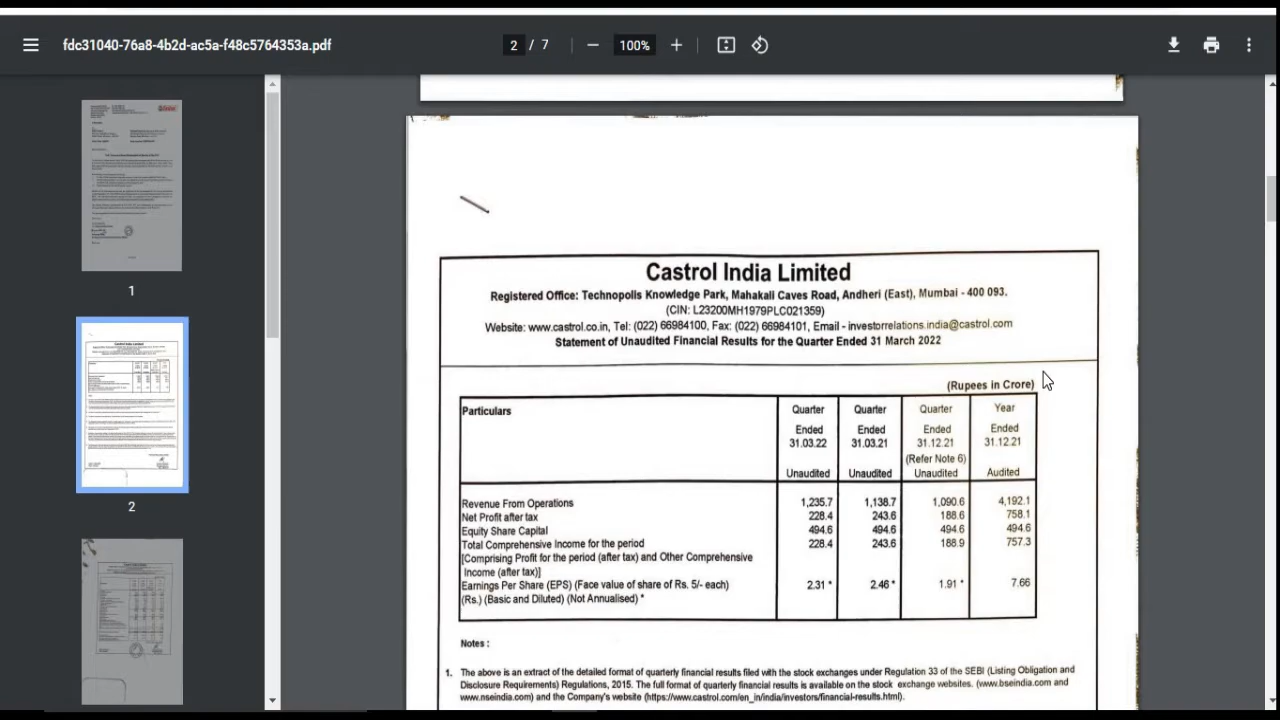 fdc31040-76a8-4b2d-ac5a-f48c5764353a.pdf
2 / 7
100%
1
2
Castrol India Limited
Registered Office: Technopolis Knowledge Park, Mahakali Caves Road, Andheri (East), Mumbai - 400 093.
(CIN: L23200MH1979PLC021359)
Website: www.castrol.co.in, Tel: (022) 66984100, Fax: (022) 66984101, Email - investorrelations.india@castrol.com
Statement of Unaudited Financial Results for the Quarter Ended 31 March 2022
(Rupees in Crore)
Particulars Quarter Quarter Quarter Year
Ended Ended Ended Ended
31.03.22 31.03.21 31.12.21 31.12.21
(Refer Note 6)
Unaudited Unaudited Unaudited Audited
Revenue From Operations 1,235.7 1,138.7 1,090.6 4,192.1
Net Profit after tax 228.4 243.6 188.6 758.1
Equity Share Capital 494.6 494.6 494.6 494.6
Total Comprehensive Income for the period 228.4 243.6 188.9 757.3
[Comprising Profit for the period (after tax) and Other Comprehensive
Income (after tax)]
Earnings Per Share (EPS) (Face value of share of Rs. 5/- each) 2.31 * 2.46 * 1.91 * 7.66
(Rs.) (Basic and Diluted) (Not Annualised) *
Notes :
1. The above is an extract of the detailed format of quarterly financial results filed with the stock exchanges under Regulation 33 of the SEBI (Listing Obligation and
Disclosure Requirements) Regulations, 2015. The full format of quarterly financial results is available on the stock exchange websites. (www.bseindia.com and
www.nseindia.com) and the Company's website (https://www.castrol.com/en_in/india/investors/financial-results.html).